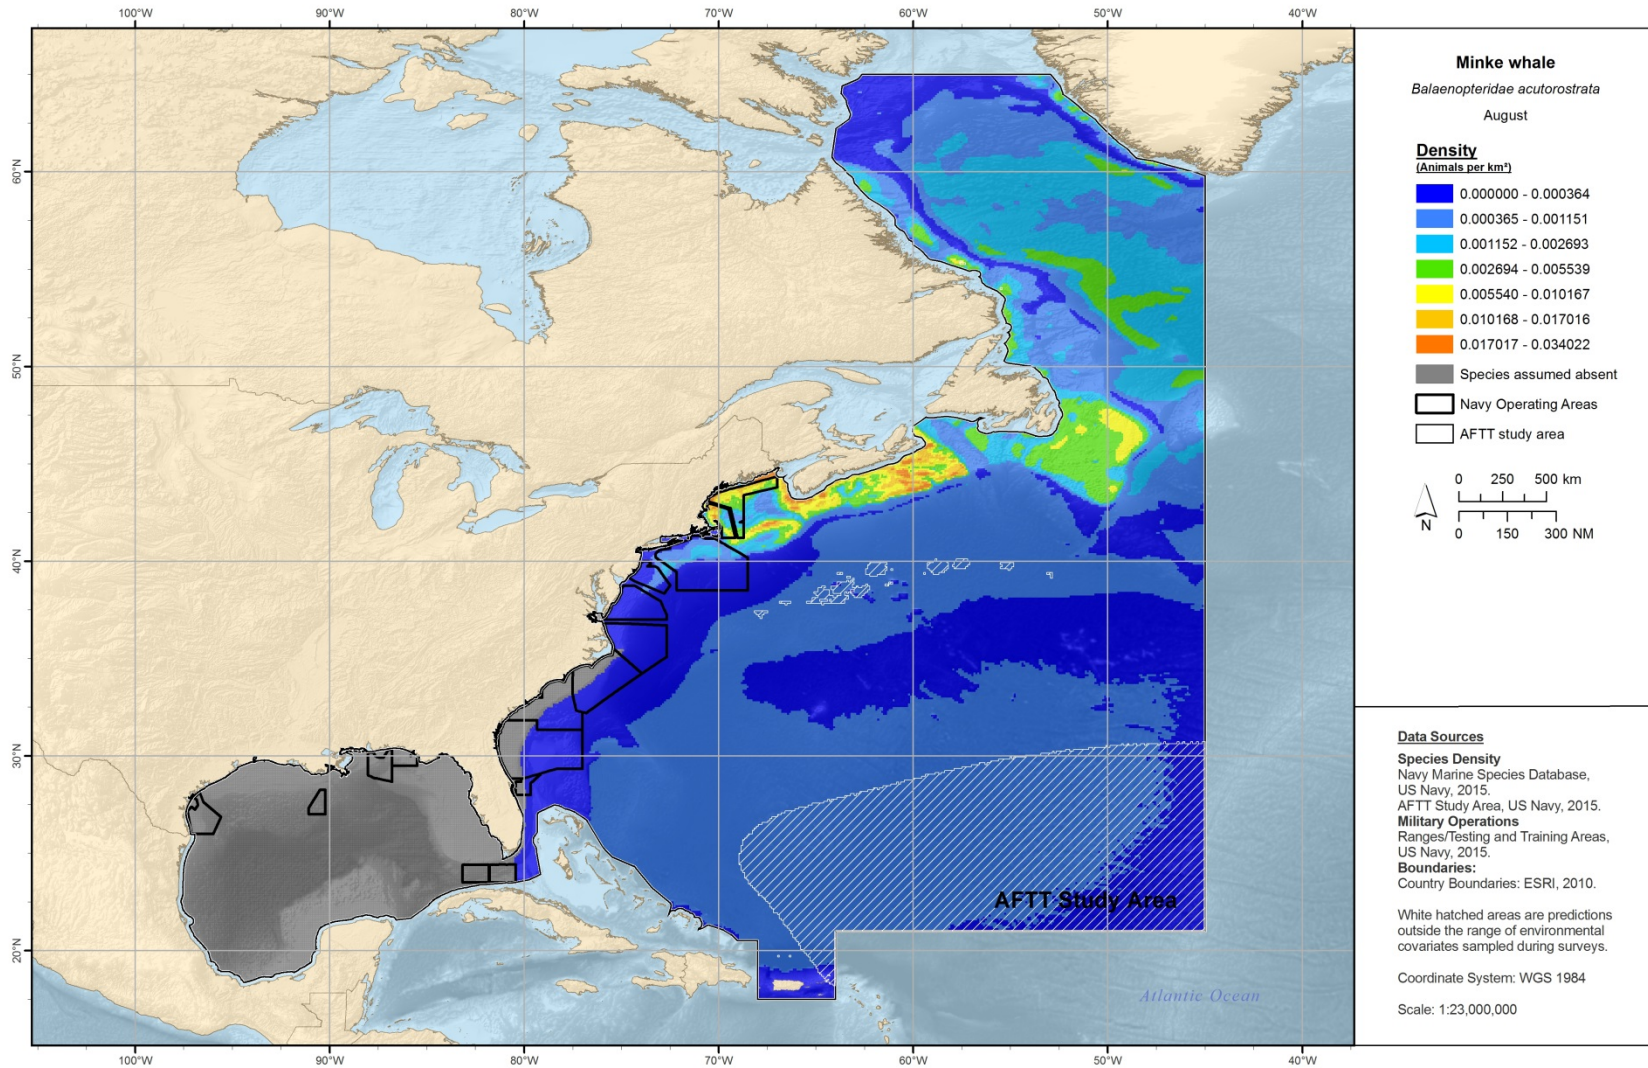 100°W
90°W
80°W
70°W
60°W
50°W
40°W
60°N
50°N
40°N
30°N
20°N
60°N
50°N
40°N
30°N
20°N
AFTT Study Area
Atlantic Ocean
100°W
90°W
80°W
70°W
60°W
50°W
40°W
Minke whale
Balaenopteridae acutorostrata
August
Density
(Animals per km²)
0.000000 - 0.000364
0.000365 - 0.001151
0.001152 - 0.002693
0.002694 - 0.005539
0.005540 - 0.010167
0.010168 - 0.017016
0.017017 - 0.034022
Species assumed absent
Navy Operating Areas
AFTT study area
N
0 250 500 km
0 150 300 NM
Data Sources
Species Density
Navy Marine Species Database,
US Navy, 2015.
AFTT Study Area, US Navy, 2015.
Military Operations
Ranges/Testing and Training Areas,
US Navy, 2015.
Boundaries:
Country Boundaries: ESRI, 2010.
White hatched areas are predictions
outside the range of environmental
covariates sampled during surveys.
Coordinate System: WGS 1984
Scale: 1:23,000,000